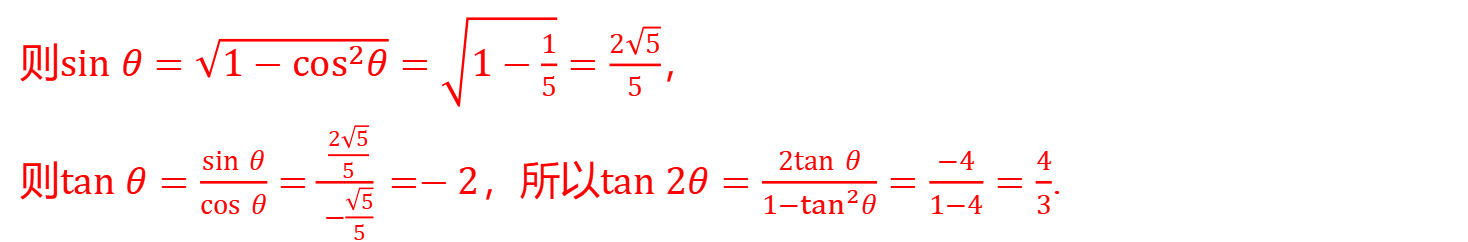 则sin θ = √(1 − cos²θ) = √(1 − 1/5) = 2√5/5,
则tan θ = sin θ/cos θ = (2√5/5)/(−√5/5) =− 2，所以tan 2θ = 2tan θ/(1−tan²θ) = −4/(1−4) = 4/3.